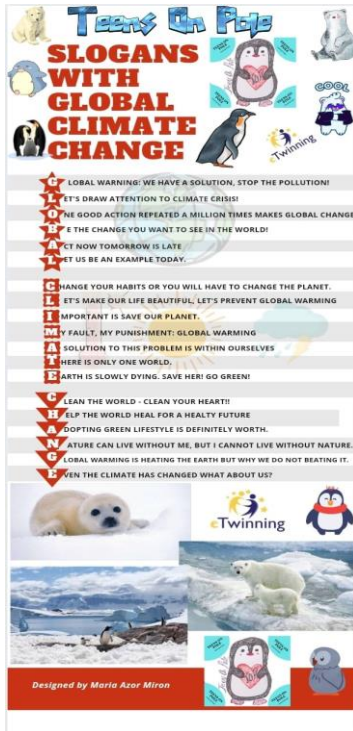 Teens On Pole
SLOGANS
WITH
GLOBAL
CLIMATE
CHANGE
COOL
eTwinning
GLOBAL WARNING: WE HAVE A SOLUTION, STOP THE POLLUTION!
LET'S DRAW ATTENTION TO CLIMATE CRISIS!
ONE GOOD ACTION REPEATED A MILLION TIMES MAKES GLOBAL CHANGE
BE THE CHANGE YOU WANT TO SEE IN THE WORLD!
ACT NOW TOMORROW IS LATE
LET US BE AN EXAMPLE TODAY.
CHANGE YOUR HABITS OR YOU WILL HAVE TO CHANGE THE PLANET.
LET'S MAKE OUR LIFE BEAUTIFUL, LET'S PREVENT GLOBAL WARMING
IMPORTANT IS SAVE OUR PLANET.
MY FAULT, MY PUNISHMENT: GLOBAL WARMING
A SOLUTION TO THIS PROBLEM IS WITHIN OURSELVES
THERE IS ONLY ONE WORLD.
EARTH IS SLOWLY DYING. SAVE HER! GO GREEN!
CLEAN THE WORLD - CLEAN YOUR HEART!!
HELP THE WORLD HEAL FOR A HEALTY FUTURE
ADOPTING GREEN LIFESTYLE IS DEFINITELY WORTH.
NATURE CAN LIVE WITHOUT ME, BUT I CANNOT LIVE WITHOUT NATURE.
GLOBAL WARMING IS HEATING THE EARTH BUT WHY WE DO NOT BEATING IT.
EVEN THE CLIMATE HAS CHANGED WHAT ABOUT US?
eTwinning
Designed by Maria Azor Miron